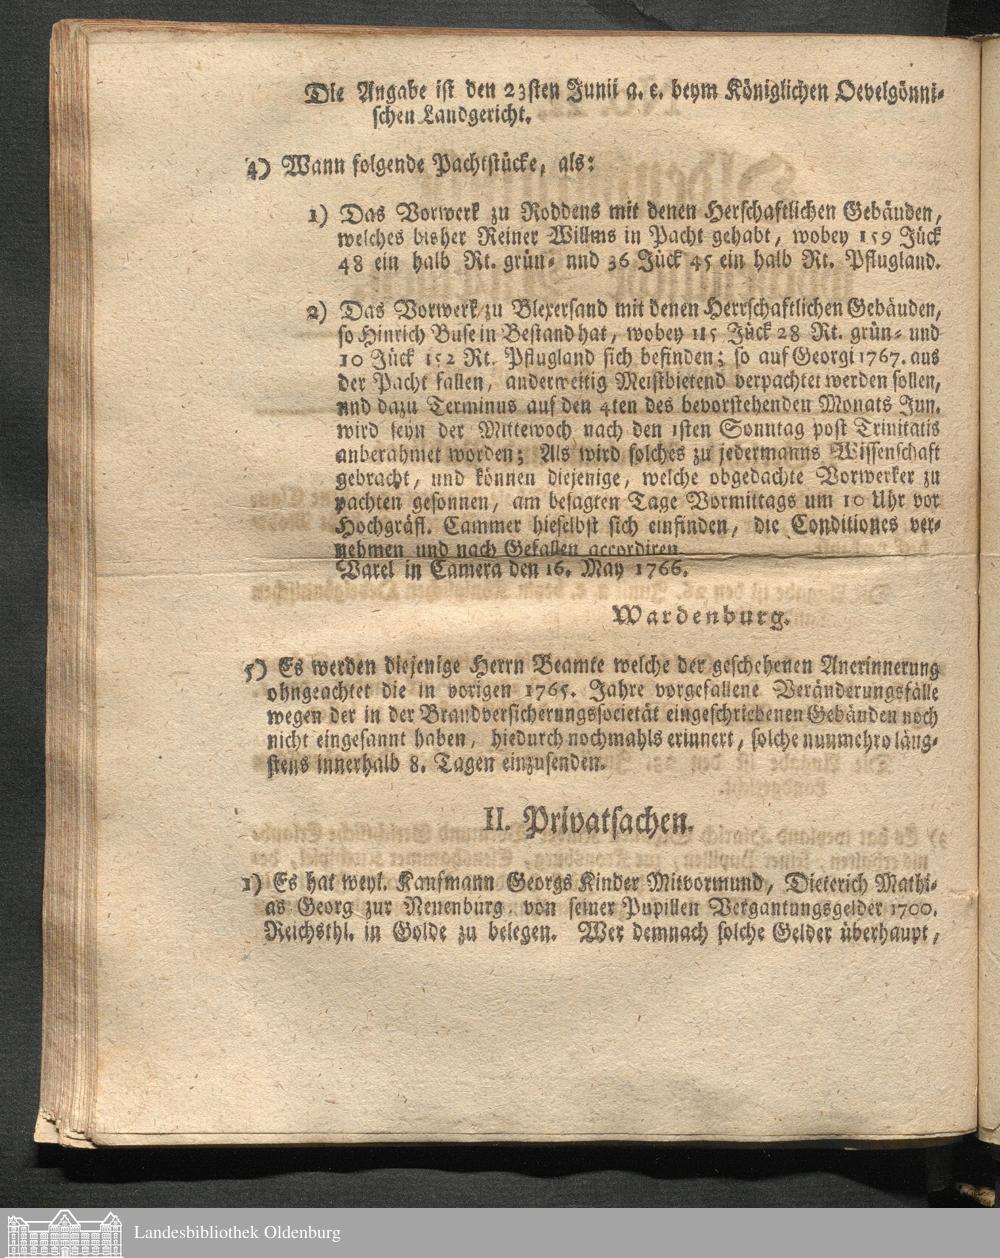 Die Angabe ist den 23sten Junii a. c. beym Königlichen Oevelgönni-
schen Landgericht.
4) Wann folgende Pachtstücke, als:
1) Das Vorwerk zu Roddens mit denen Herschaftlichen Gebäuden,
welches bisher Reiner Willms in Pacht gehabt, wobey 159 Jück
48 ein halb Rt. grün- nnd 36 Jück 45 ein halb Rt. Pflugland.
2) Das Vorwerk zu Blexersand mit denen Herrschaftlichen Gebäuden,
so Hinrich Buse in Bestand hat, wobey 115 Jück 28 Rt. grün- und
10 Jück 152 Rt. Pflugland sich befinden; so auf Georgi 1767. aus
der Pacht fallen, anderweitig Meistbietend verpachtet werden sollen,
und dazu Terminus auf den 4ten des bevorstehenden Monats Jun.
wird seyn der Mittewoch nach den 1sten Sonntag post Trinitatis
anberahmet worden; Als wird solches zu jedermanns Wissenschaft
gebracht, und können diejenige, welche obgedachte Vorwerker zu
pachten gesonnen, am besagten Tage Vormittags um 10 Uhr vor
Hochgräfl. Cammer hieselbst sich einfinden, die Conditiones ver-
nehmen und nach Gefallen accordiren.
Varel in Camera den 16. May 1766.
Wardenburg.
5) Es werden diejenige Herrn Beamte welche der geschehenen Anerinnerung
ohngeachtet die in vorigen 1765. Jahre vorgefallene Veränderungsfälle
wegen der in der Brandversicherungssocietät eingeschriebenen Gebäuden noch
nicht eingesannt haben, hiedurch nochmahls erinnert, solche nunmehro läng-
stens innerhalb 8. Tagen einzusenden.
II. Privatsachen.
1) Es hat weyl. Kaufmann Georgs Kinder Mitvormund, Dieterich Mathi-
as Georg zur Neuenburg von seiner Pupillen Vergantungsgelder 1700.
Reichsthl. in Golde zu belegen. Wer demnach solche Gelder überhaupt,
Landesbibliothek Oldenburg